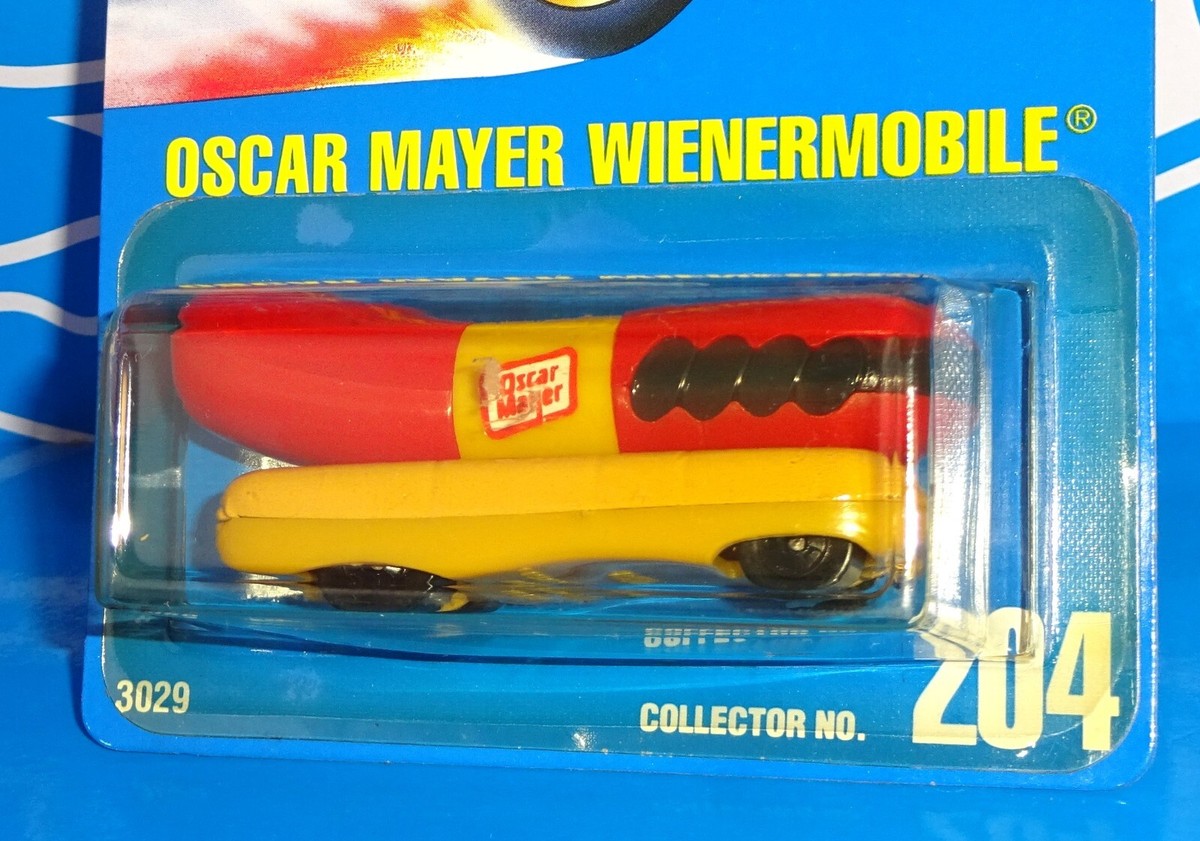 OSCAR MAYER WIENERMOBILE®
Oscar
Mayer
3029
COLLECTOR NO. 204